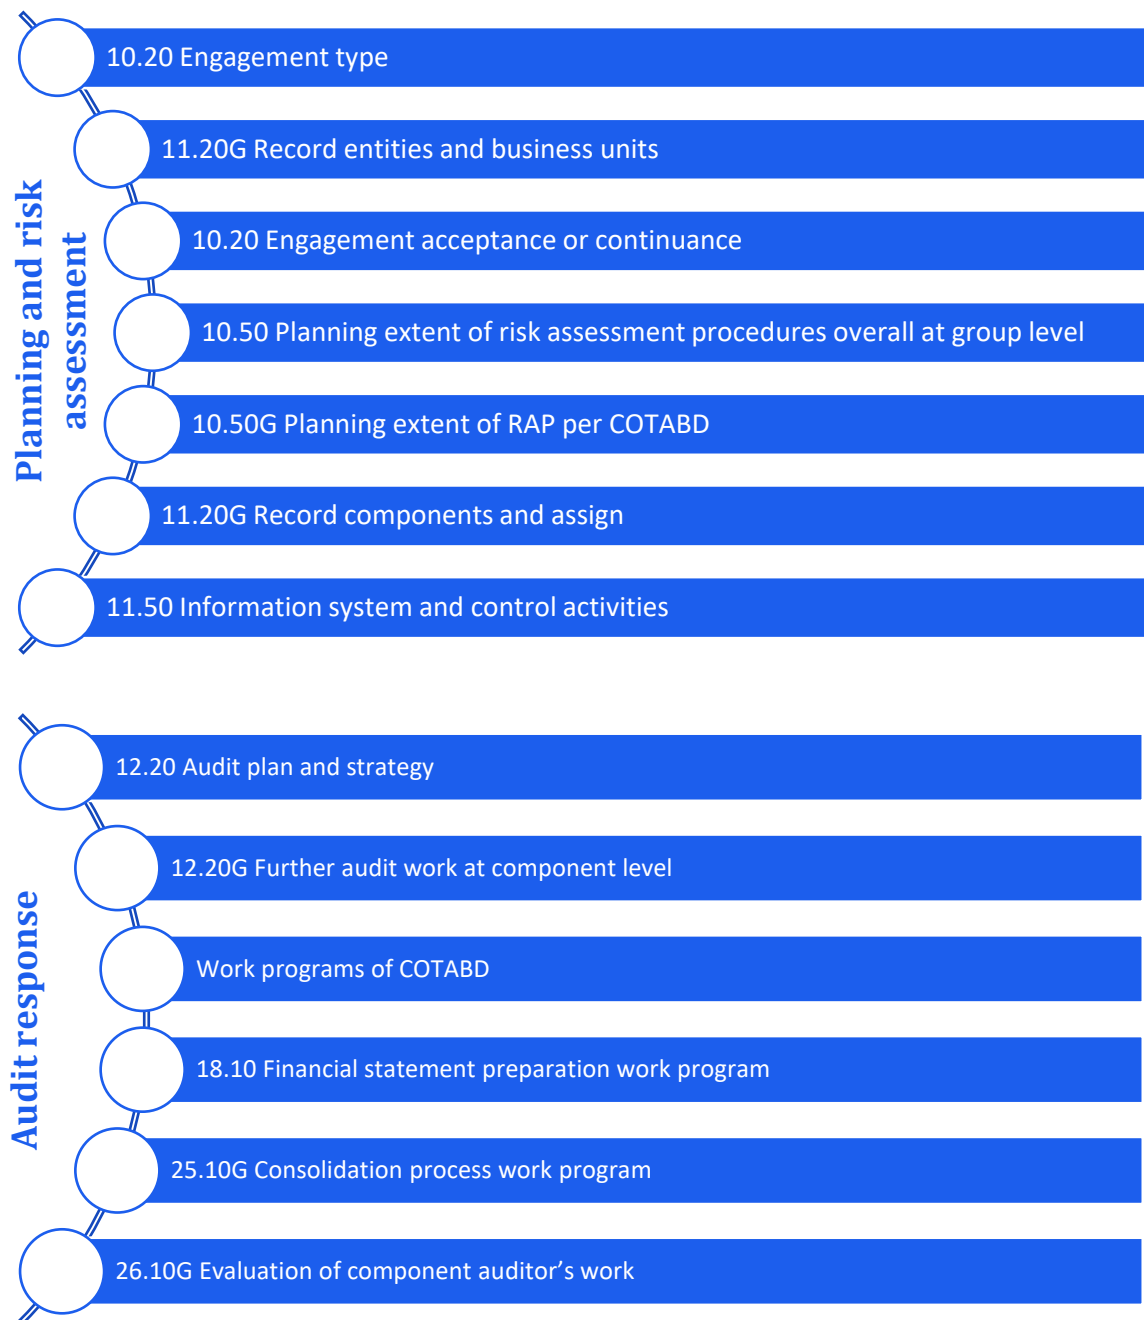 Planning and risk
assessment
10.20 Engagement type
11.20G Record entities and business units
10.20 Engagement acceptance or continuance
10.50 Planning extent of risk assessment procedures overall at group level
10.50G Planning extent of RAP per COTABD
11.20G Record components and assign
11.50 Information system and control activities
Audit response
12.20 Audit plan and strategy
12.20G Further audit work at component level
Work programs of COTABD
18.10 Financial statement preparation work program
25.10G Consolidation process work program
26.10G Evaluation of component auditor’s work